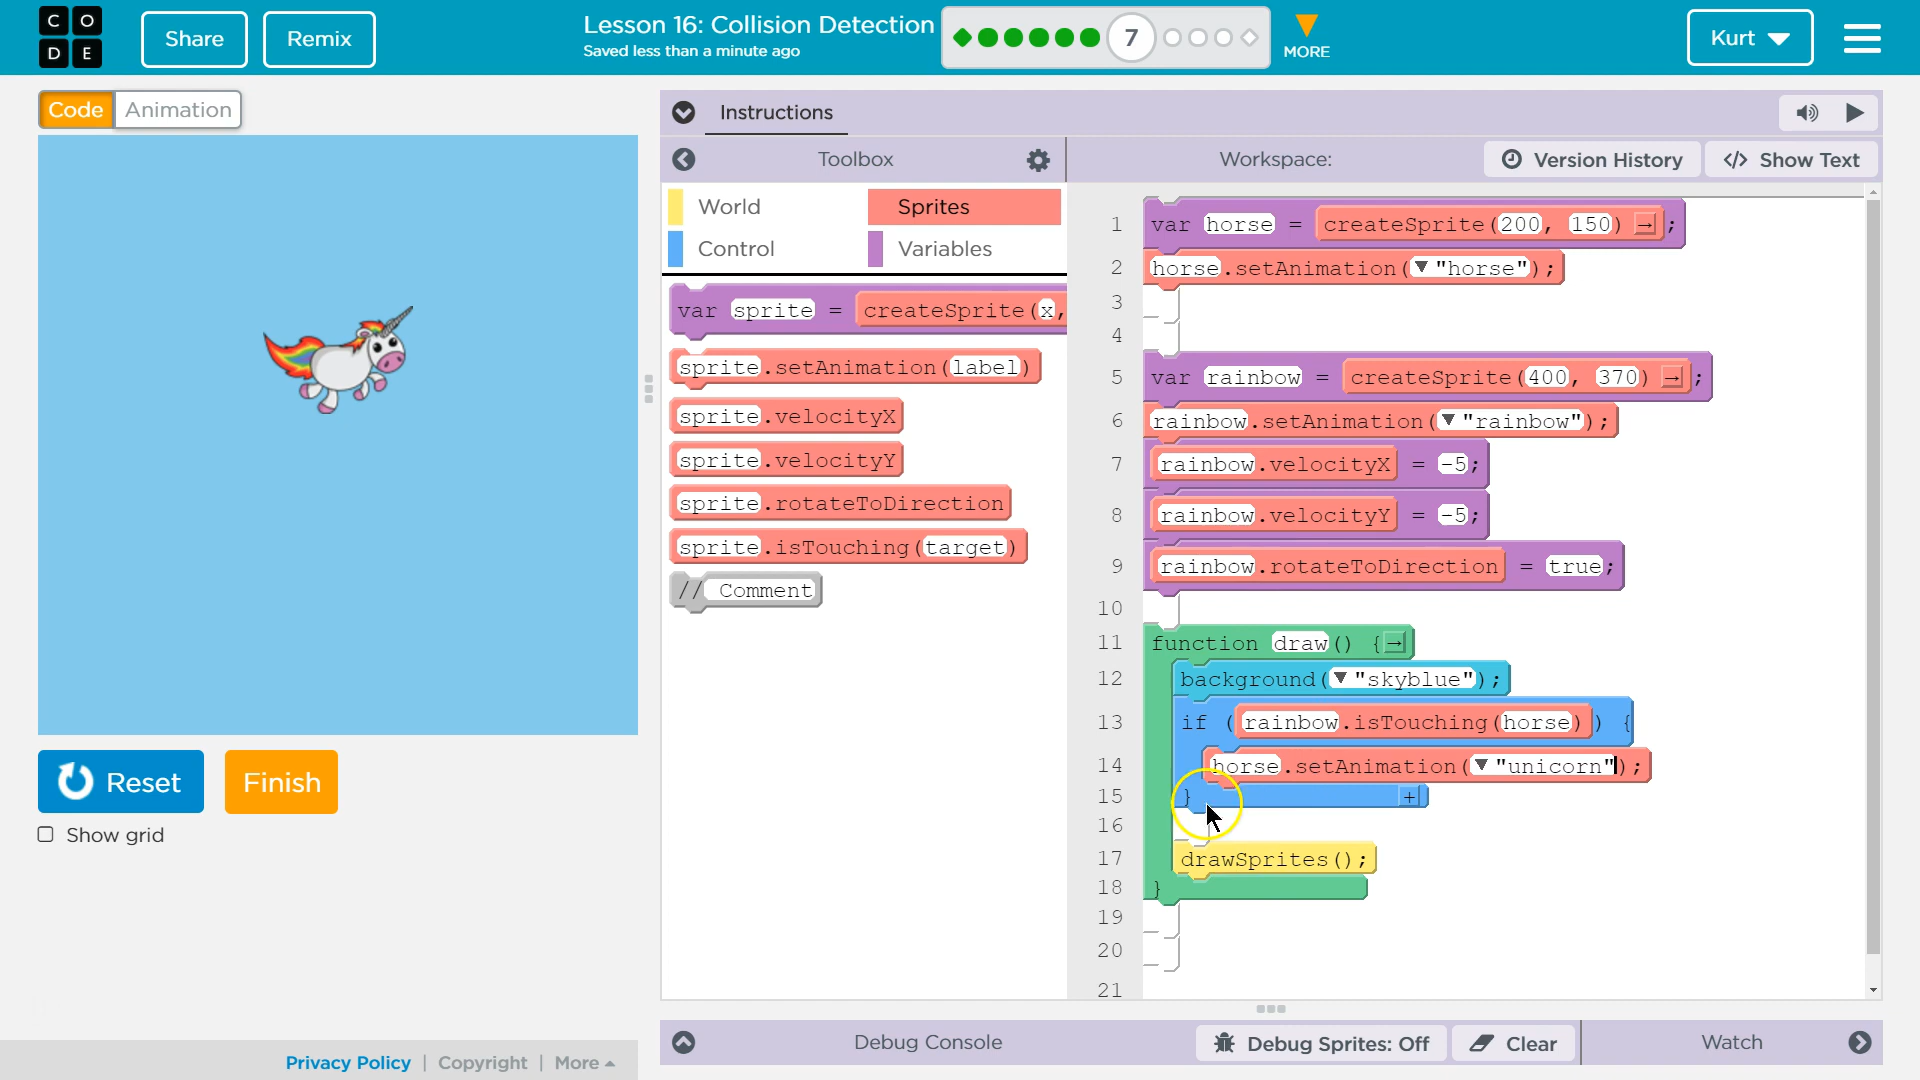 CODE
Share
Remix
Lesson 16: Collision Detection
Saved less than a minute ago
7
MORE
Kurt
Code
Animation
Instructions
Toolbox
Workspace:
Version History
</> Show Text
World
Sprites
Control
Variables
var sprite = createSprite(x,
sprite.setAnimation(label)
sprite.velocityX
sprite.velocityY
sprite.rotateToDirection
sprite.isTouching(target)
// Comment
1 var horse = createSprite(200, 150) → ;
2 horse.setAnimation(▼ "horse");
3
4
5 var rainbow = createSprite(400, 370) → ;
6 rainbow.setAnimation(▼ "rainbow");
7 rainbow.velocityX = -5;
8 rainbow.velocityY = -5;
9 rainbow.rotateToDirection = true;
10
11 function draw() {→
12 background(▼ "skyblue");
13 if (rainbow.isTouching(horse)) {
14 horse.setAnimation(▼ "unicorn");
15 } +
16
17 drawSprites();
18 }
19
20
21
Reset
Finish
Show grid
Privacy Policy | Copyright | More
Debug Console
Debug Sprites: Off
Clear
Watch